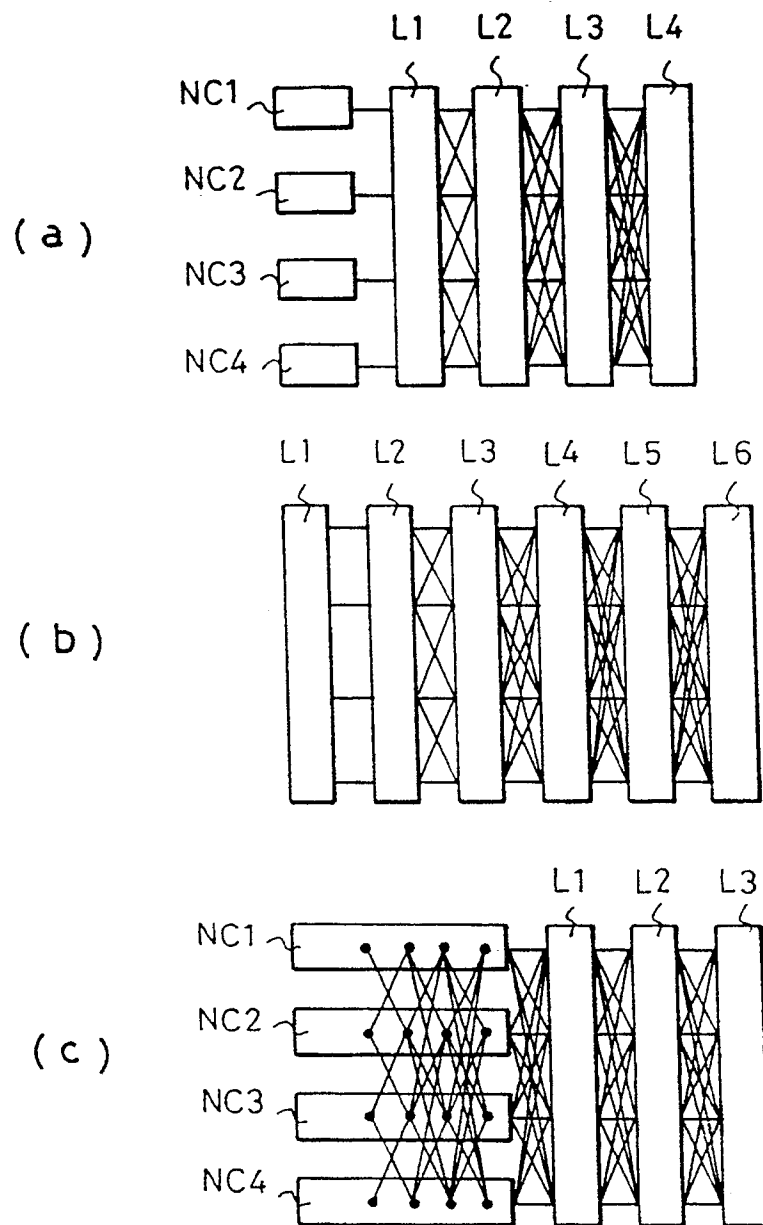 L1 L2 L3 L4
NC1
NC2
(a)
NC3
NC4
L1 L2 L3 L4 L5 L6
(b)
L1 L2 L3
NC1
NC2
(c)
NC3
NC4